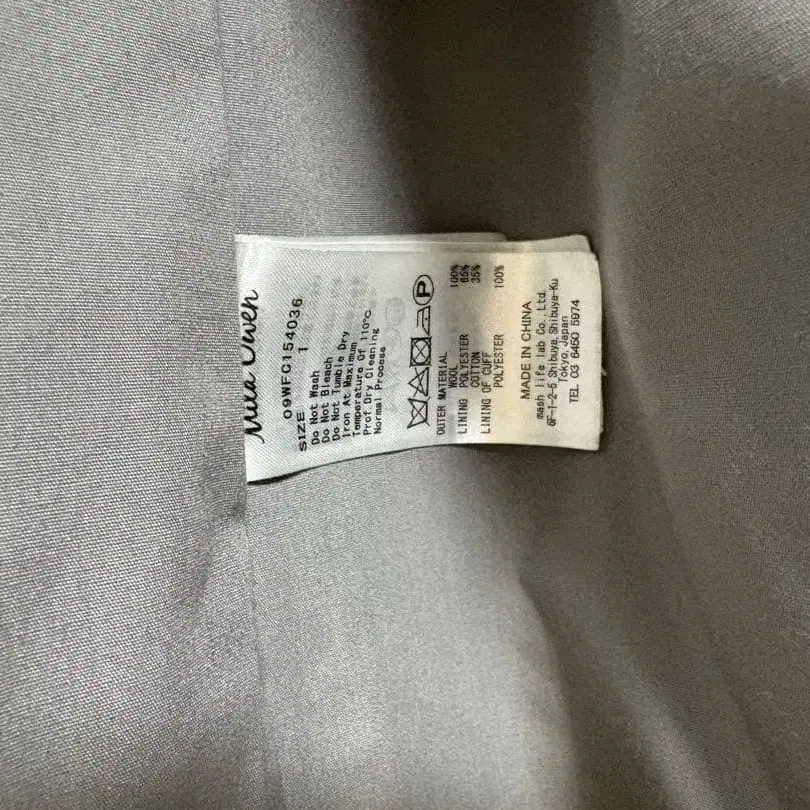 Mila Owen
09WFC154036
SIZE 1
Do Not Wash
Do Not Bleach
Do Not Tumble Dry
Iron At Maximum
Temperature Of 110°C
Prof.Dry Cleaning
Normal Process
P
OUTER MATERIAL
WOOL 100%
LINING POLYESTER 65%
COTTON 35%
LINING OF CUFF
POLYESTER 100%
MADE IN CHINA
mash life lab Co.,Ltd.
6F-1-2-5 Shibuya,Shibuya-Ku
Tokyo,Japan
TEL 03 6450 5974